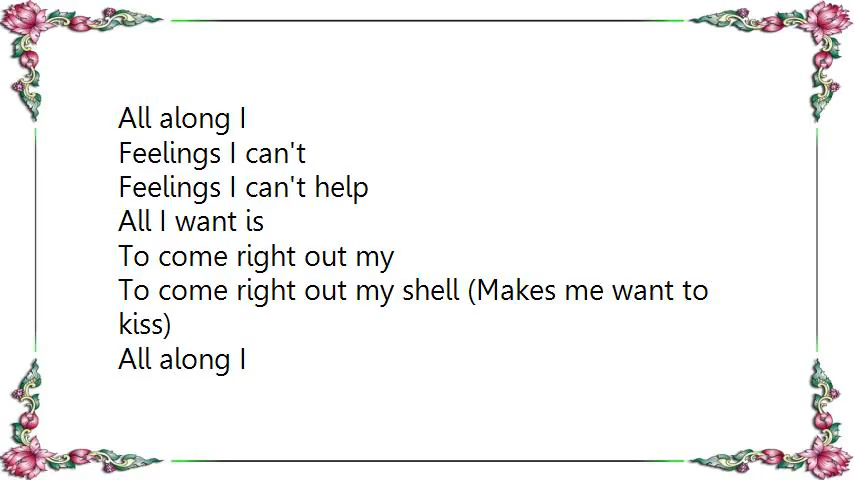 All along I
Feelings I can't
Feelings I can't help
All I want is
To come right out my
To come right out my shell (Makes me want to
kiss)
All along I